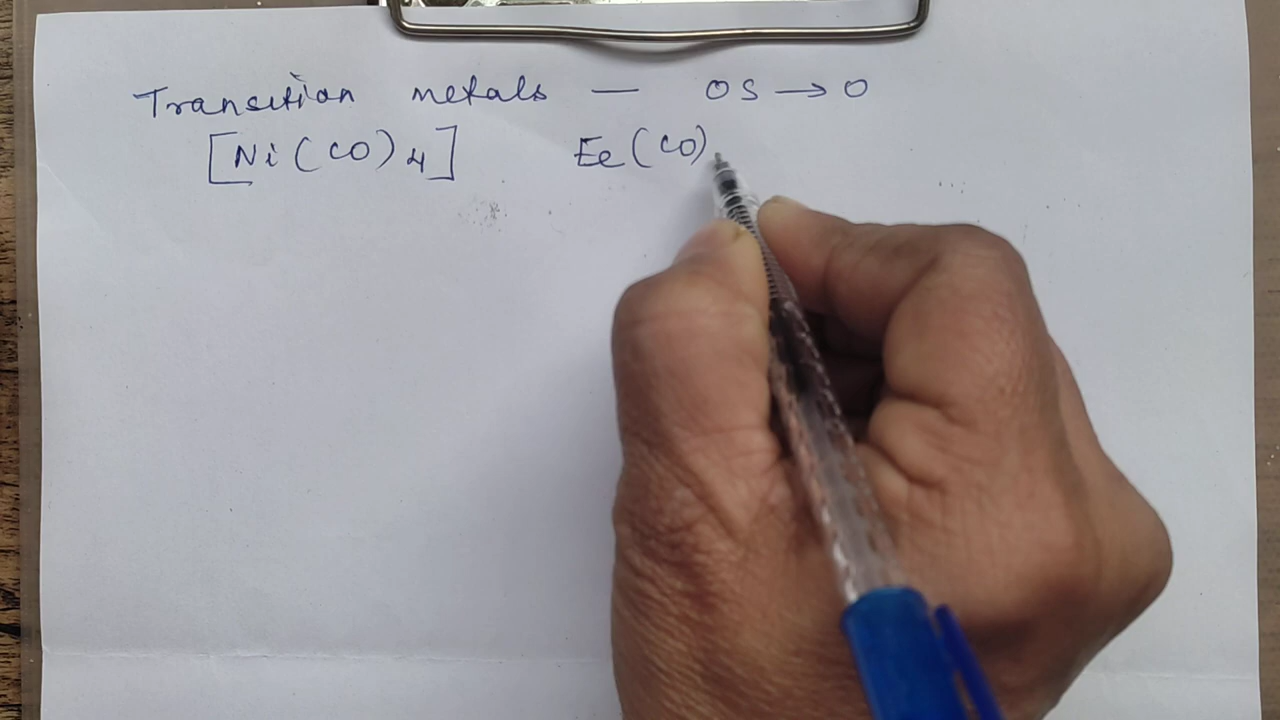 Transition metals — OS → 0
[Ni(CO)4] Fe(CO)